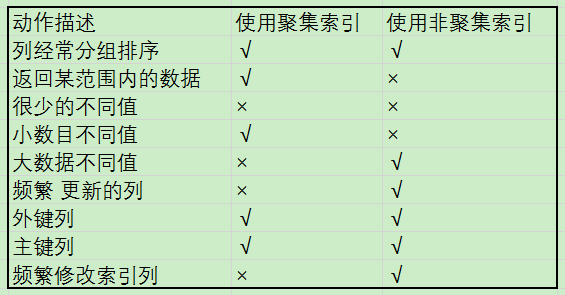 动作描述 使用聚集索引 使用非聚集索引
列经常分组排序 √ √
返回某范围内的数据 √ ×
很少的不同值 × ×
小数目不同值 √ ×
大数据不同值 × √
频繁 更新的列 × √
外键列 √ √
主键列 √ √
频繁修改索引列 × √